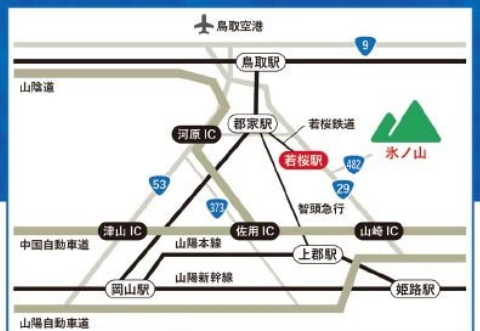 鳥取空港
9
鳥取駅
山陰道
郡家駅
若桜鉄道
河原 IC
若桜駅
氷ノ山
482
53
29
373
智頭急行
津山 IC
佐用 IC
山崎 IC
中国自動車道
山陽本線
上郡駅
山陽新幹線
岡山駅
姫路駅
山陽自動車道